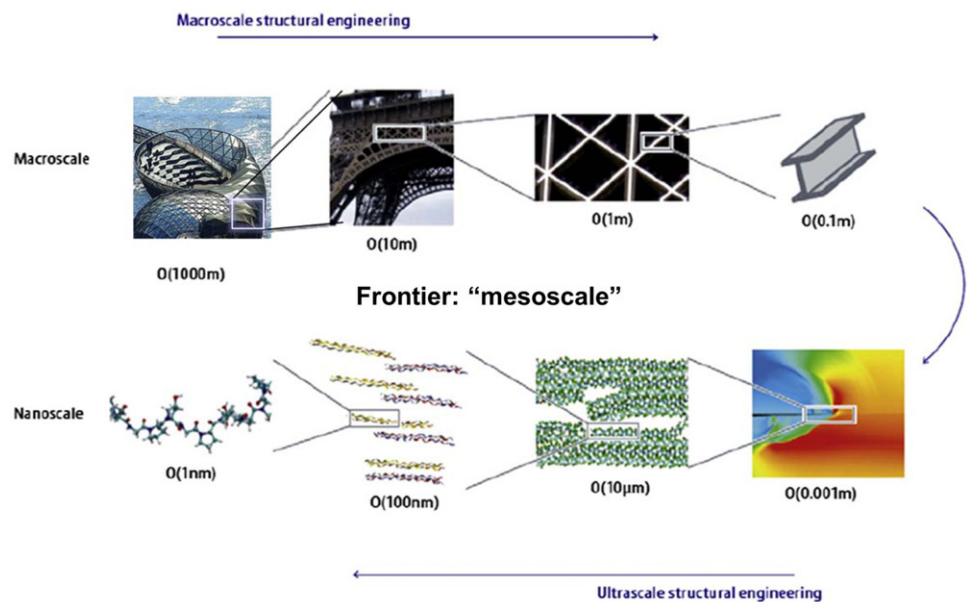 Macroscale structural engineering
Macroscale
O(1000m)
O(10m)
O(1m)
O(0.1m)
Frontier: “mesoscale”
Nanoscale
O(1nm)
O(100nm)
O(10μm)
O(0.001m)
Ultrascale structural engineering